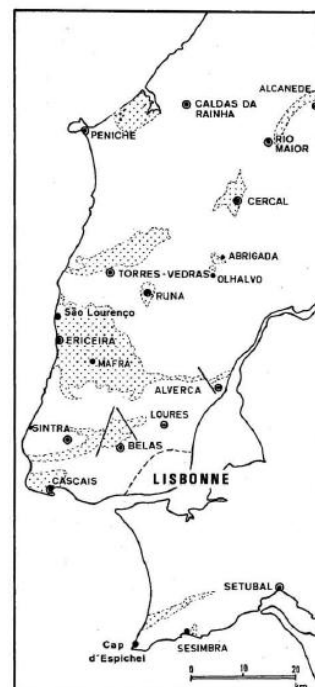 ALCANEDE
CALDAS DA
RAINHA
PENICHE
RIO
MAIOR
CERCAL
ABRIGADA
TORRES-VEDRAS
OLHALVO
RUNA
São Lourenço
ERICEIRA
MAFRA
ALVERCA
LOURES
SINTRA
BELAS
LISBONNE
CASCAIS
SETUBAL
Cap
d'Espichel
SESIMBRA
0 10 20
km